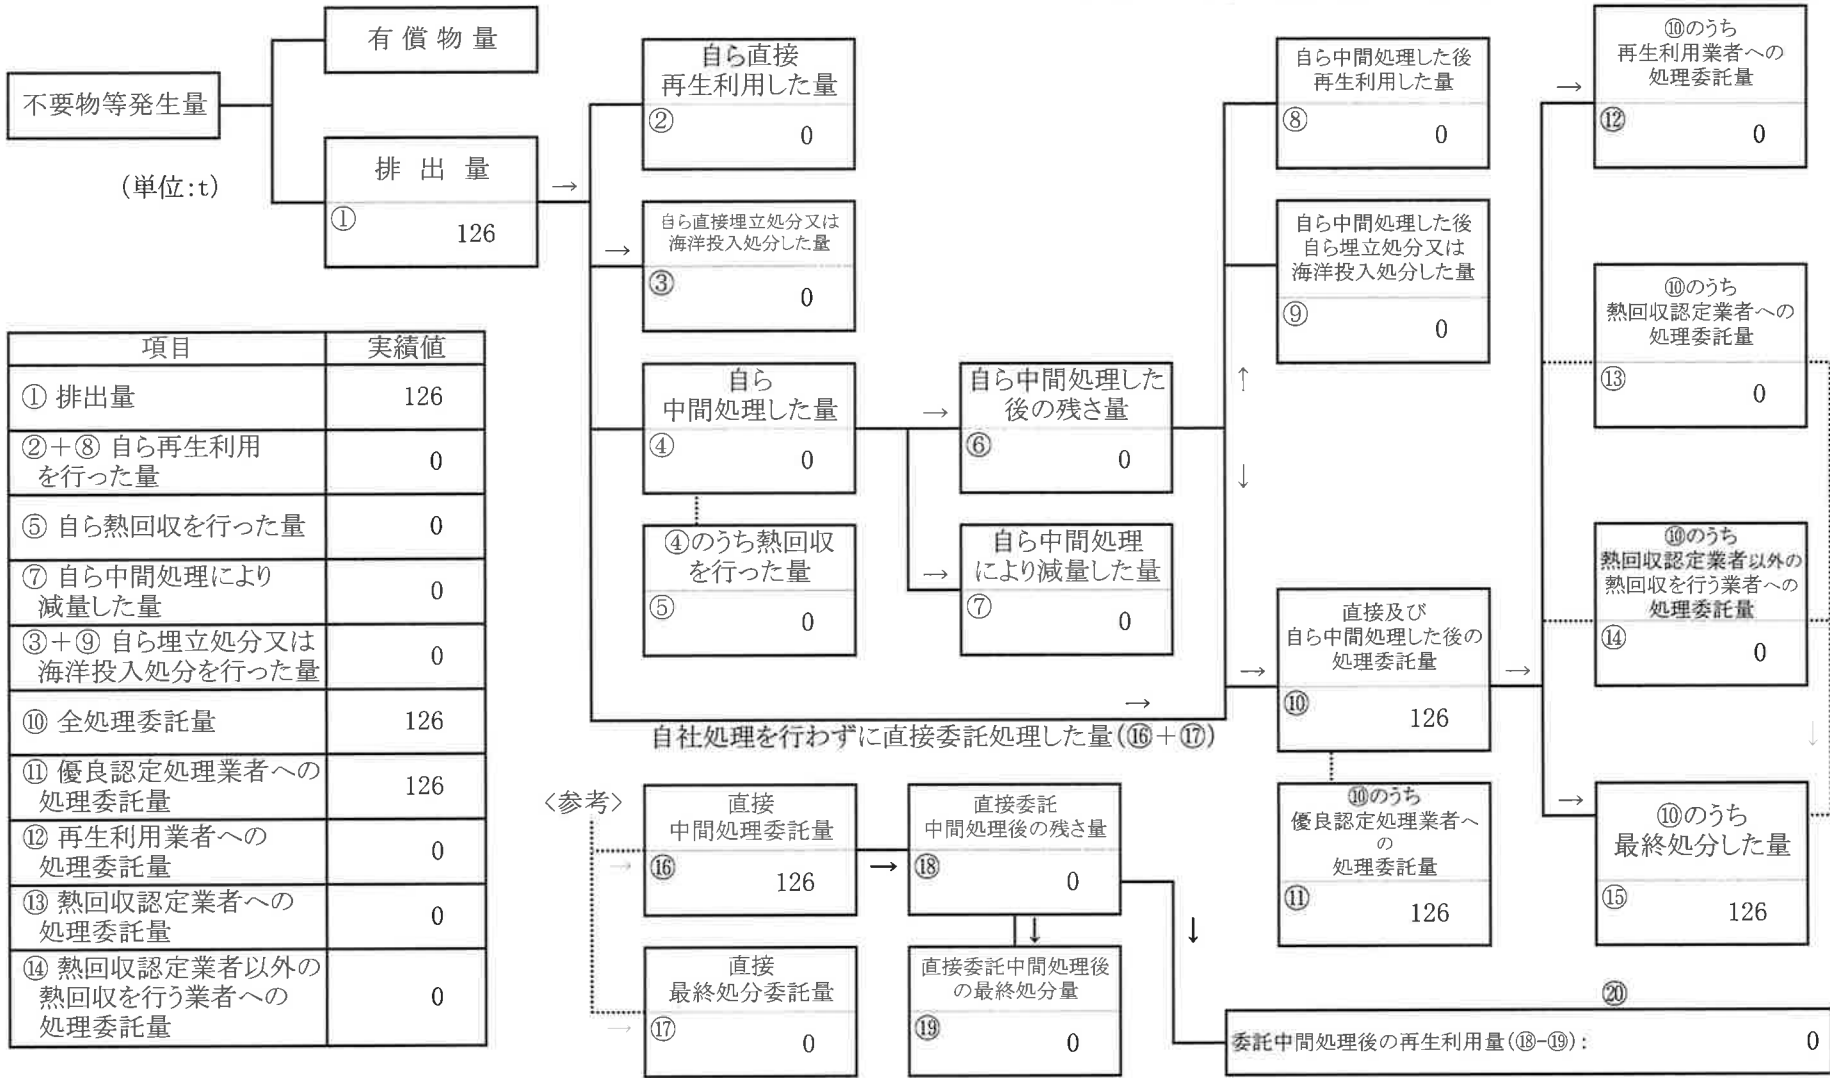 不要物等発生量
(単位:t)
有償物量
排出量
① 126
自ら直接
再生利用した量
② 0
自ら直接埋立処分又は
海洋投入処分した量
③ 0
自ら
中間処理した量
④ 0
④のうち熱回収
を行った量
⑤ 0
自ら中間処理した
後の残さ量
⑥ 0
自ら中間処理
により減量した量
⑦ 0
自ら中間処理した後
再生利用した量
⑧ 0
自ら中間処理した後
自ら埋立処分又は
海洋投入処分した量
⑨ 0
直接及び
自ら中間処理した後の
処理委託量
⑩ 126
⑩のうち
優良認定処理業者へ
の
処理委託量
⑪ 126
⑩のうち
再生利用業者への
処理委託量
⑫ 0
⑩のうち
熱回収認定業者への
処理委託量
⑬ 0
⑩のうち
熱回収認定業者以外の
熱回収を行う業者への
処理委託量
⑭ 0
⑩のうち
最終処分した量
⑮ 126
自社処理を行わずに直接委託処理した量(⑯+⑰)
〈参考〉
直接
中間処理委託量
⑯ 126
直接
最終処分委託量
⑰ 0
直接委託
中間処理後の残さ量
⑱ 0
直接委託中間処理後
の最終処分量
⑲ 0
⑳
委託中間処理後の再生利用量(⑱-⑲): 0
項目 実績値
① 排出量 126
②+⑧ 自ら再生利用
を行った量 0
⑤ 自ら熱回収を行った量 0
⑦ 自ら中間処理により
減量した量 0
③+⑨ 自ら埋立処分又は
海洋投入処分を行った量 0
⑩ 全処理委託量 126
⑪ 優良認定処理業者への
処理委託量 126
⑫ 再生利用業者への
処理委託量 0
⑬ 熱回収認定業者への
処理委託量 0
⑭ 熱回収認定業者以外の
熱回収を行う業者への
処理委託量 0